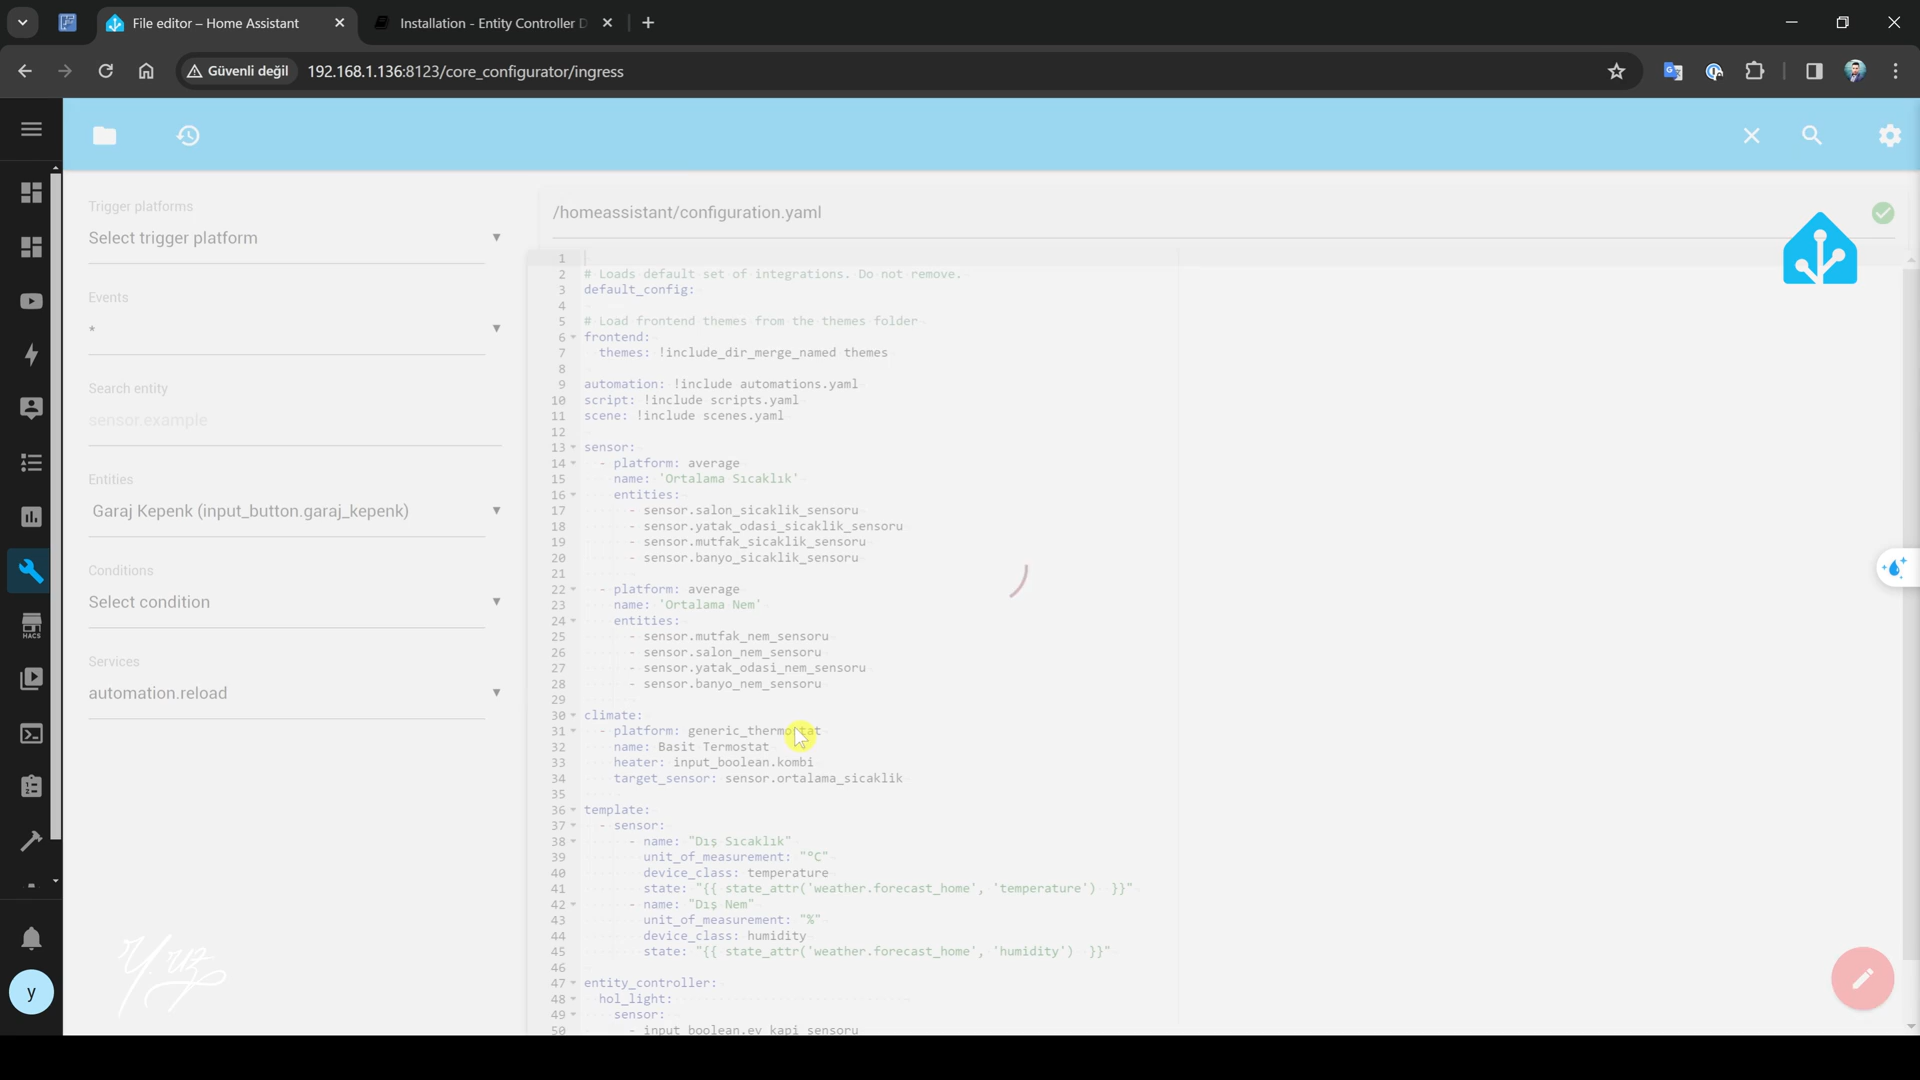 File editor – Home Assistant
Installation - Entity Controller D
Güvenli değil
192.168.1.136:8123/core_configurator/ingress
HACS
y
Trigger platforms
Select trigger platform
Events
*
Search entity
sensor.example
Entities
Garaj Kepenk (input_button.garaj_kepenk)
Conditions
Select condition
Services
automation.reload
/homeassistant/configuration.yaml
1
2 # Loads default set of integrations. Do not remove.
3 default_config:
4
5 # Load frontend themes from the themes folder
6 frontend:
7 themes: !include_dir_merge_named themes
8
9 automation: !include automations.yaml
10 script: !include scripts.yaml
11 scene: !include scenes.yaml
12
13 sensor:
14 - platform: average
15 name: 'Ortalama Sıcaklık'
16 entities:
17 - sensor.salon_sicaklik_sensoru
18 - sensor.yatak_odasi_sicaklik_sensoru
19 - sensor.mutfak_sicaklik_sensoru
20 - sensor.banyo_sicaklik_sensoru
21
22 - platform: average
23 name: 'Ortalama Nem'
24 entities:
25 - sensor.mutfak_nem_sensoru
26 - sensor.salon_nem_sensoru
27 - sensor.yatak_odasi_nem_sensoru
28 - sensor.banyo_nem_sensoru
29
30 climate:
31 - platform: generic_thermostat
32 name: Basit Termostat
33 heater: input_boolean.kombi
34 target_sensor: sensor.ortalama_sicaklik
35
36 template:
37 - sensor:
38 - name: "Dış Sıcaklık"
39 unit_of_measurement: "°C"
40 device_class: temperature
41 state: "{{ state_attr('weather.forecast_home', 'temperature') }}"
42 - name: "Dış Nem"
43 unit_of_measurement: "%"
44 device_class: humidity
45 state: "{{ state_attr('weather.forecast_home', 'humidity') }}"
46
47 entity_controller:
48 hol_light:
49 sensor:
50 - input_boolean.ev_kapi_sensoru